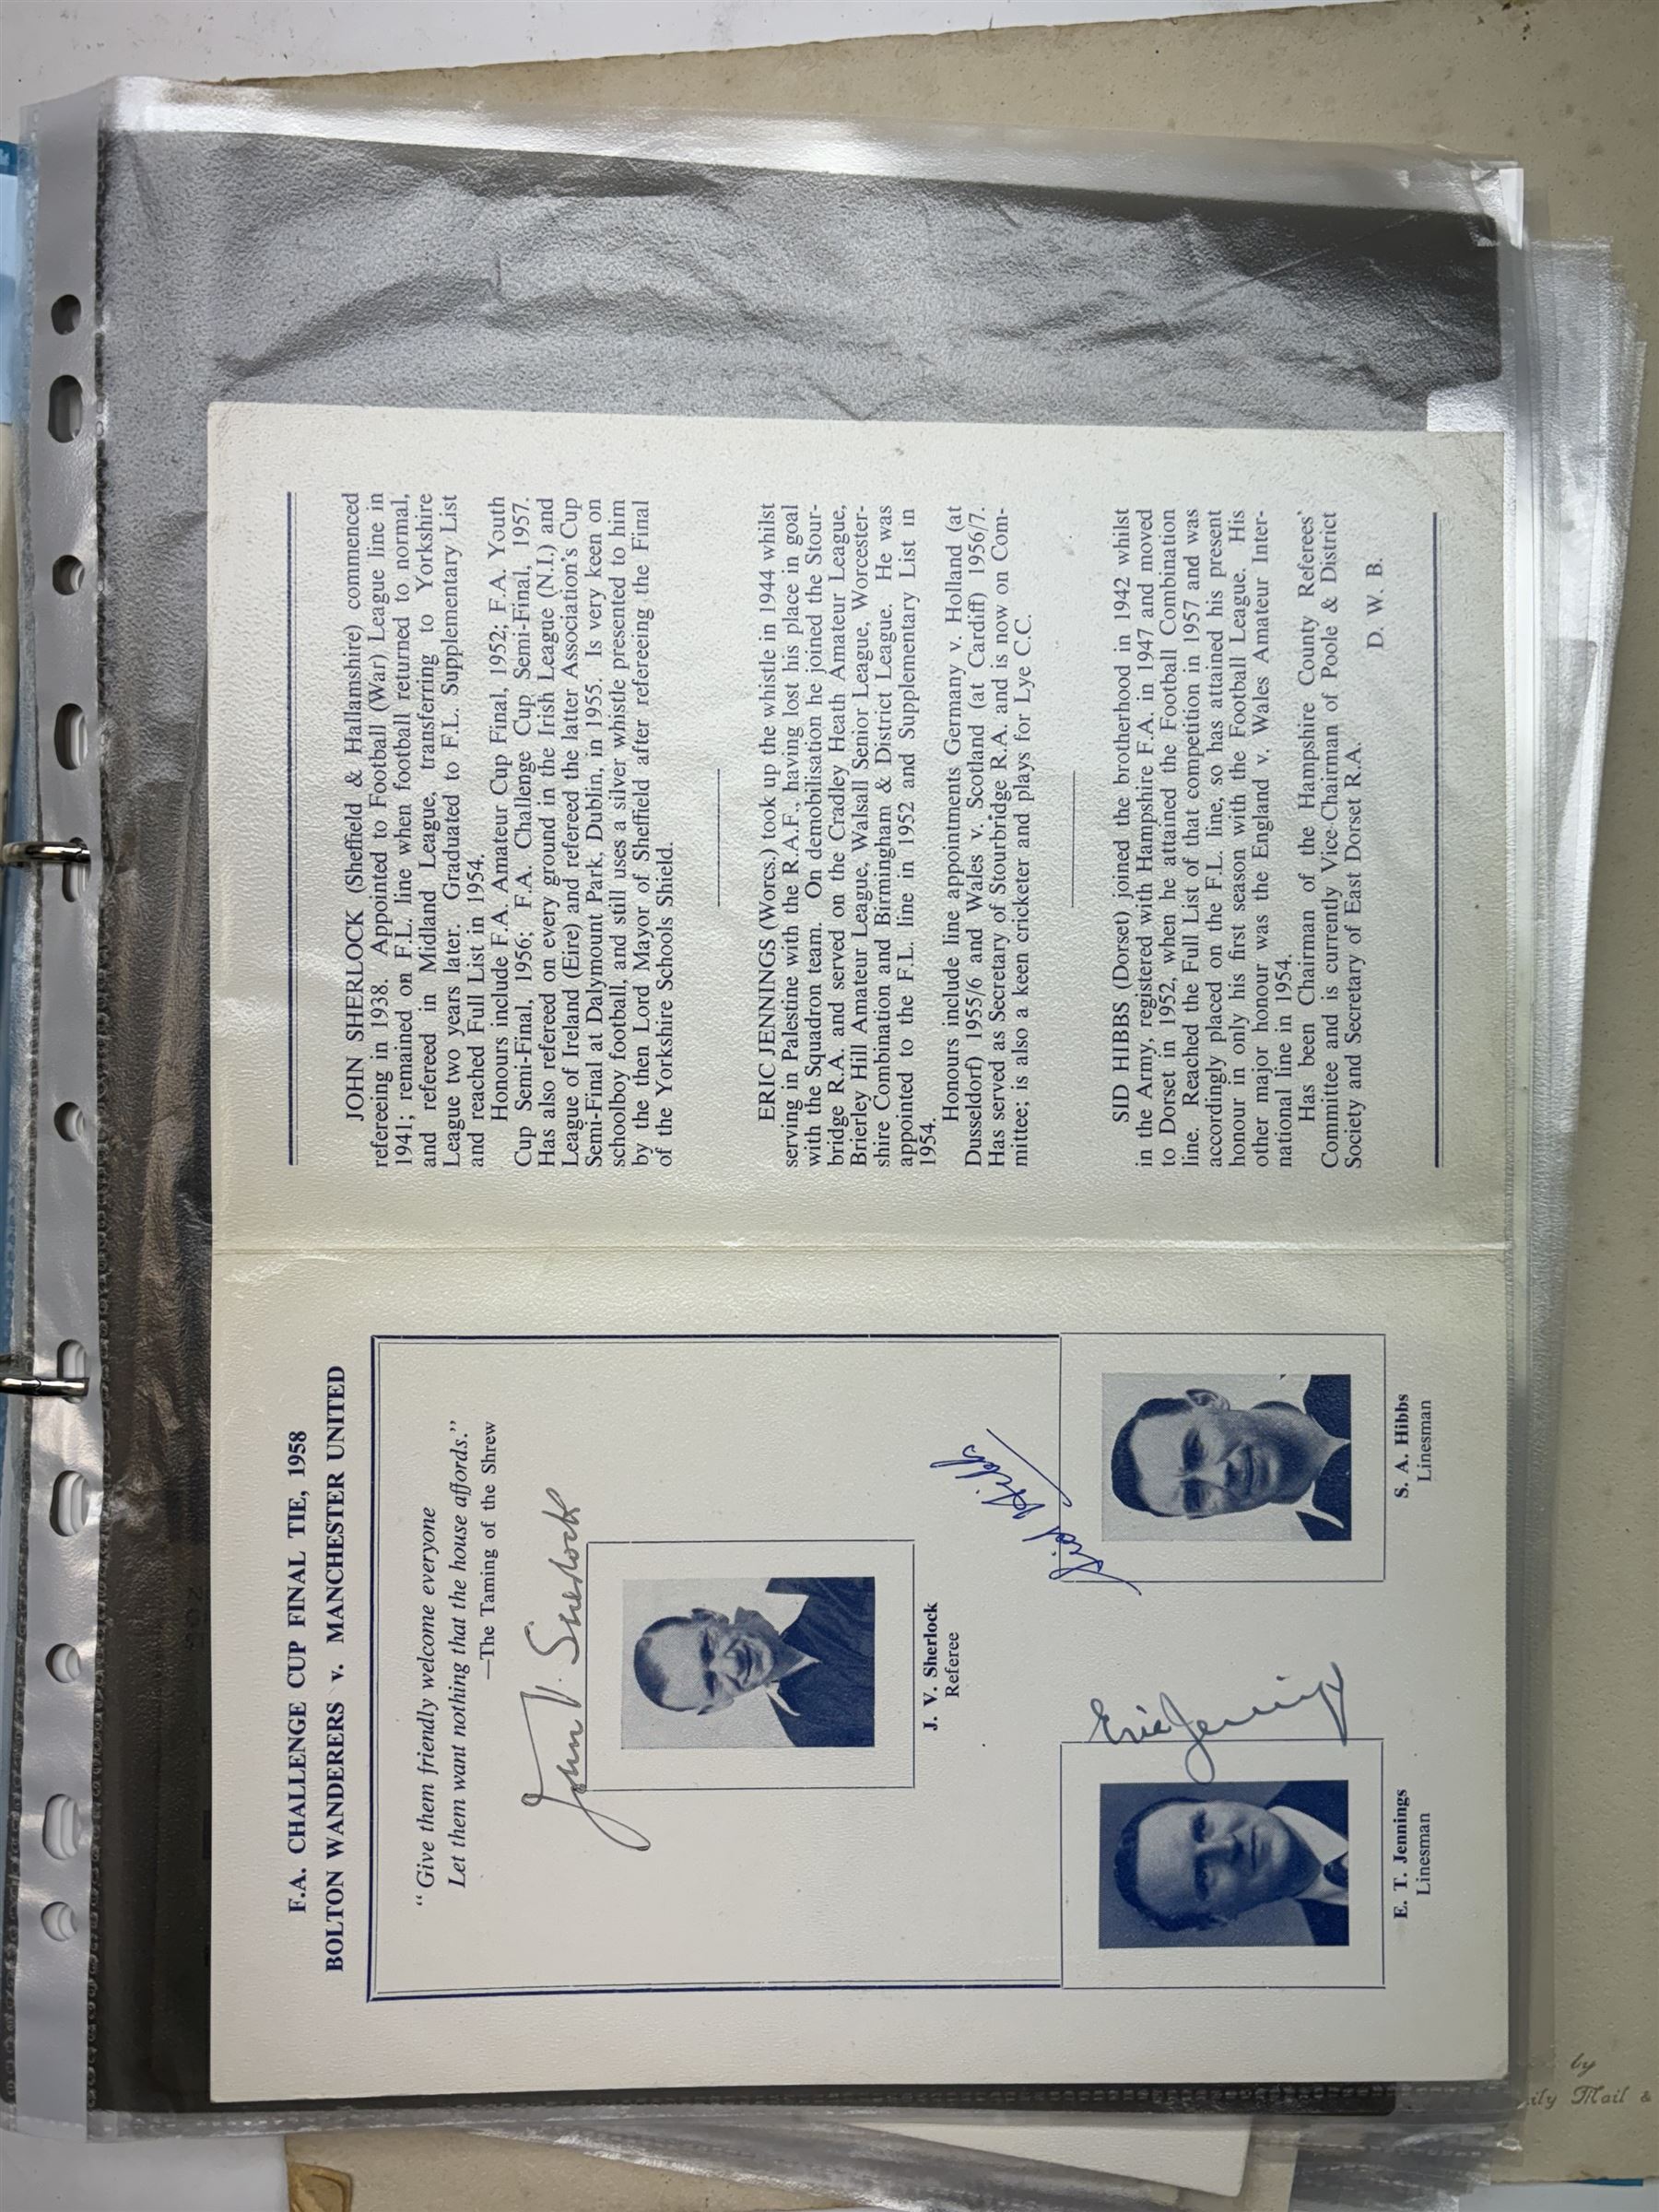 F.A. CHALLENGE CUP FINAL TIE, 1958
BOLTON WANDERERS v. MANCHESTER UNITED
“ Give them friendly welcome everyone
Let them want nothing that the house affords.”
—The Taming of the Shrew
John V. Sherlock
J. V. Sherlock
Referee
Eric Jennings
Sid Hibbs
E. T. Jennings
Linesman
S. A. Hibbs
Linesman
JOHN SHERLOCK (Sheffield & Hallamshire) commenced
refereeing in 1938. Appointed to Football (War) League line in
1941; remained on F.L. line when football returned to normal,
and refereed in Midland League, transferring to Yorkshire
League two years later. Graduated to F.L. Supplementary List
and reached Full List in 1954.
Honours include F.A. Amateur Cup Final, 1952; F.A. Youth
Cup Semi-Final, 1956; F.A. Challenge Cup Semi-Final, 1957.
Has also refereed on every ground in the Irish League (N.I.) and
League of Ireland (Eire) and refereed the latter Association's Cup
Semi-Final at Dalymount Park, Dublin, in 1955. Is very keen on
schoolboy football, and still uses a silver whistle presented to him
by the then Lord Mayor of Sheffield after refereeing the Final
of the Yorkshire Schools Shield.
ERIC JENNINGS (Worcs.) took up the whistle in 1944 whilst
serving in Palestine with the R.A.F., having lost his place in goal
with the Squadron team. On demobilisation he joined the Stour-
bridge R.A. and served on the Cradley Heath Amateur League,
Brierley Hill Amateur League, Walsall Senior League, Worcester-
shire Combination and Birmingham & District League. He was
appointed to the F.L. line in 1952 and Supplementary List in
1954.
Honours include line appointments Germany v. Holland (at
Dusseldorf) 1955/6 and Wales v. Scotland (at Cardiff) 1956/7.
Has served as Secretary of Stourbridge R.A. and is now on Com-
mittee; is also a keen cricketer and plays for Lye C.C.
SID HIBBS (Dorset) joined the brotherhood in 1942 whilst
in the Army, registered with Hampshire F.A. in 1947 and moved
to Dorset in 1952, when he attained the Football Combination
line. Reached the Full List of that competition in 1957 and was
accordingly placed on the F.L. line, so has attained his present
honour in only his first season with the Football League. His
other major honour was the England v. Wales Amateur Inter-
national line in 1954.
Has been Chairman of the Hampshire County Referees'
Committee and is currently Vice-Chairman of Poole & District
Society and Secretary of East Dorset R.A.
D. W. B.
by
ily Mail &